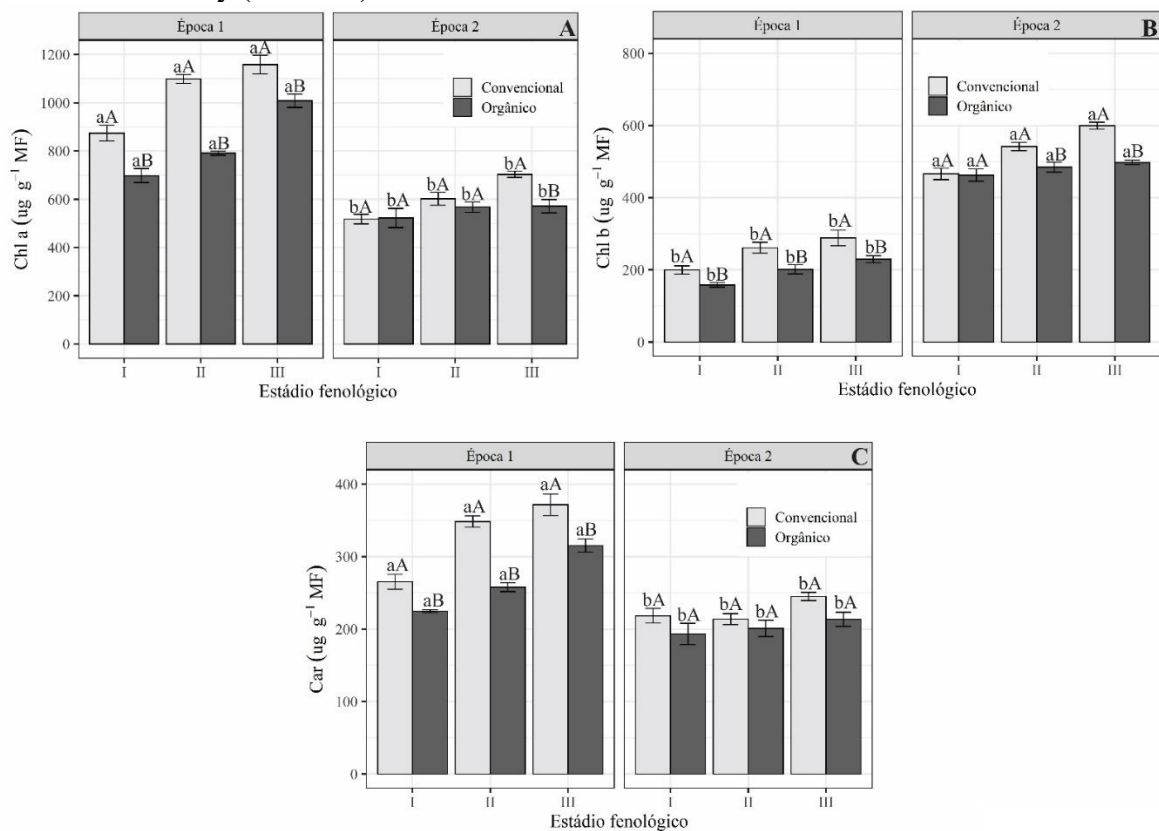 Época 1
Época 2
A
aA
aB
aA
aB
aA
aB
bA
bA
bA
bA
bA
bB
Convencional
Orgânico
Chl a (ug g⁻¹ MF)
1200
1000
800
600
400
200
0
I
II
III
I
II
III
Estádio fenológico
Época 1
Época 2
B
bA
bB
bA
bB
bA
bB
aA
aA
aA
aB
aA
aB
Convencional
Orgânico
Chl b (ug g⁻¹ MF)
800
600
400
200
0
I
II
III
I
II
III
Estádio fenológico
Época 1
Época 2
C
aA
aB
aA
aB
aA
aB
bA
bA
bA
bA
bA
bA
Convencional
Orgânico
Car (ug g⁻¹ MF)
400
300
200
100
0
I
II
III
I
II
III
Estádio fenológico